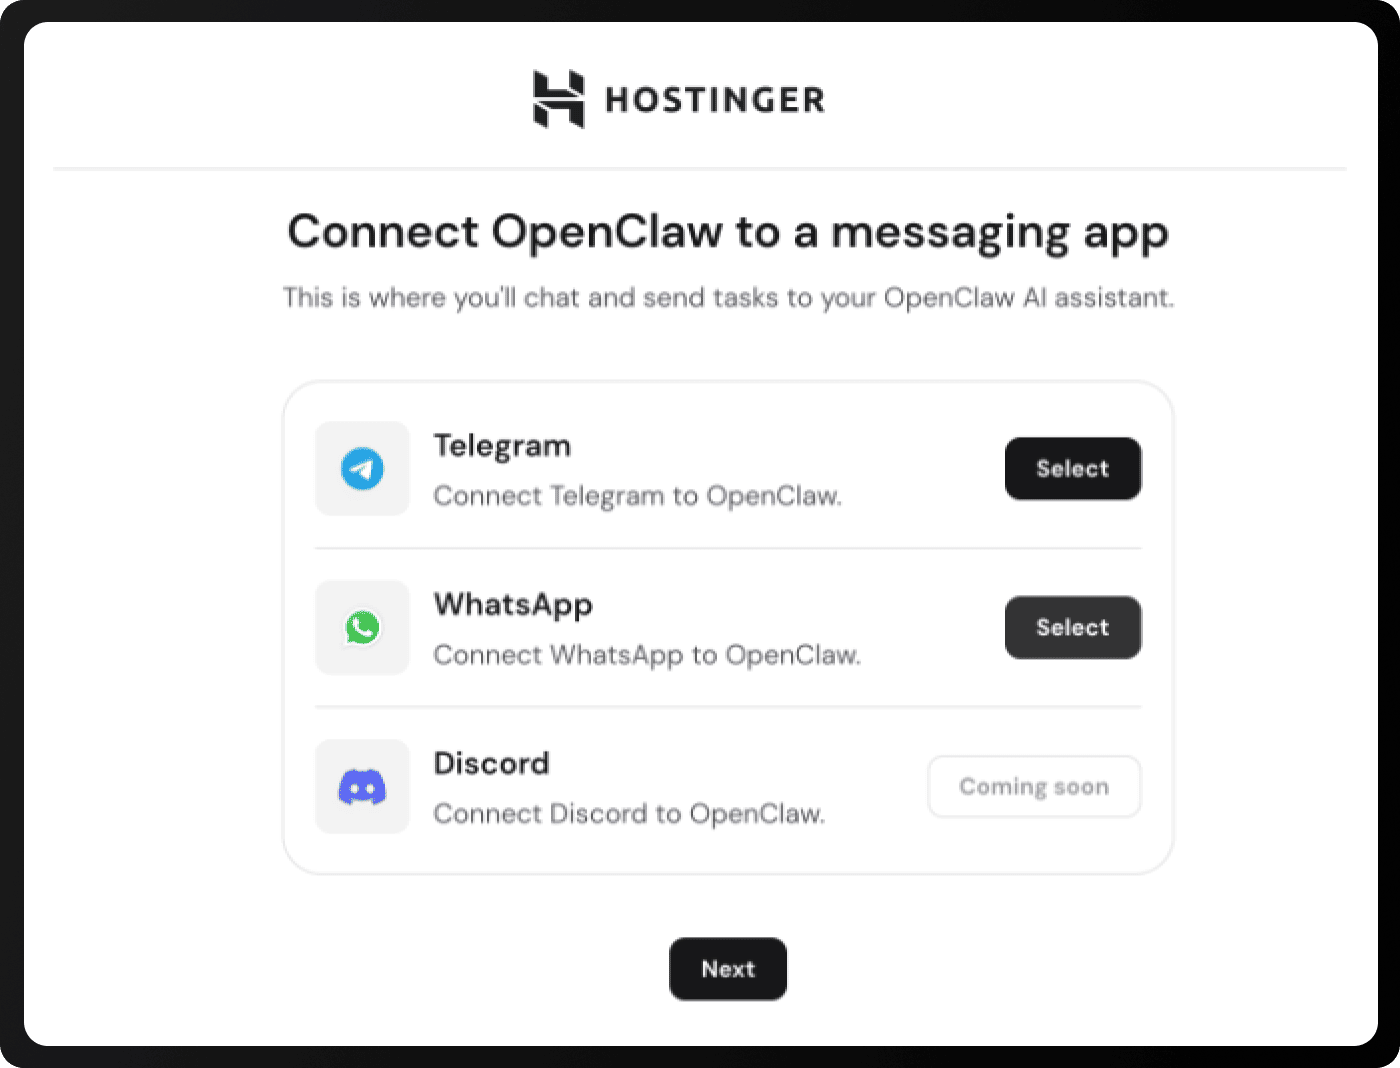 HOSTINGER
Connect OpenClaw to a messaging app
This is where you'll chat and send tasks to your OpenClaw AI assistant.
Telegram
Connect Telegram to OpenClaw.
Select
WhatsApp
Connect WhatsApp to OpenClaw.
Select
Discord
Connect Discord to OpenClaw.
Coming soon
Next